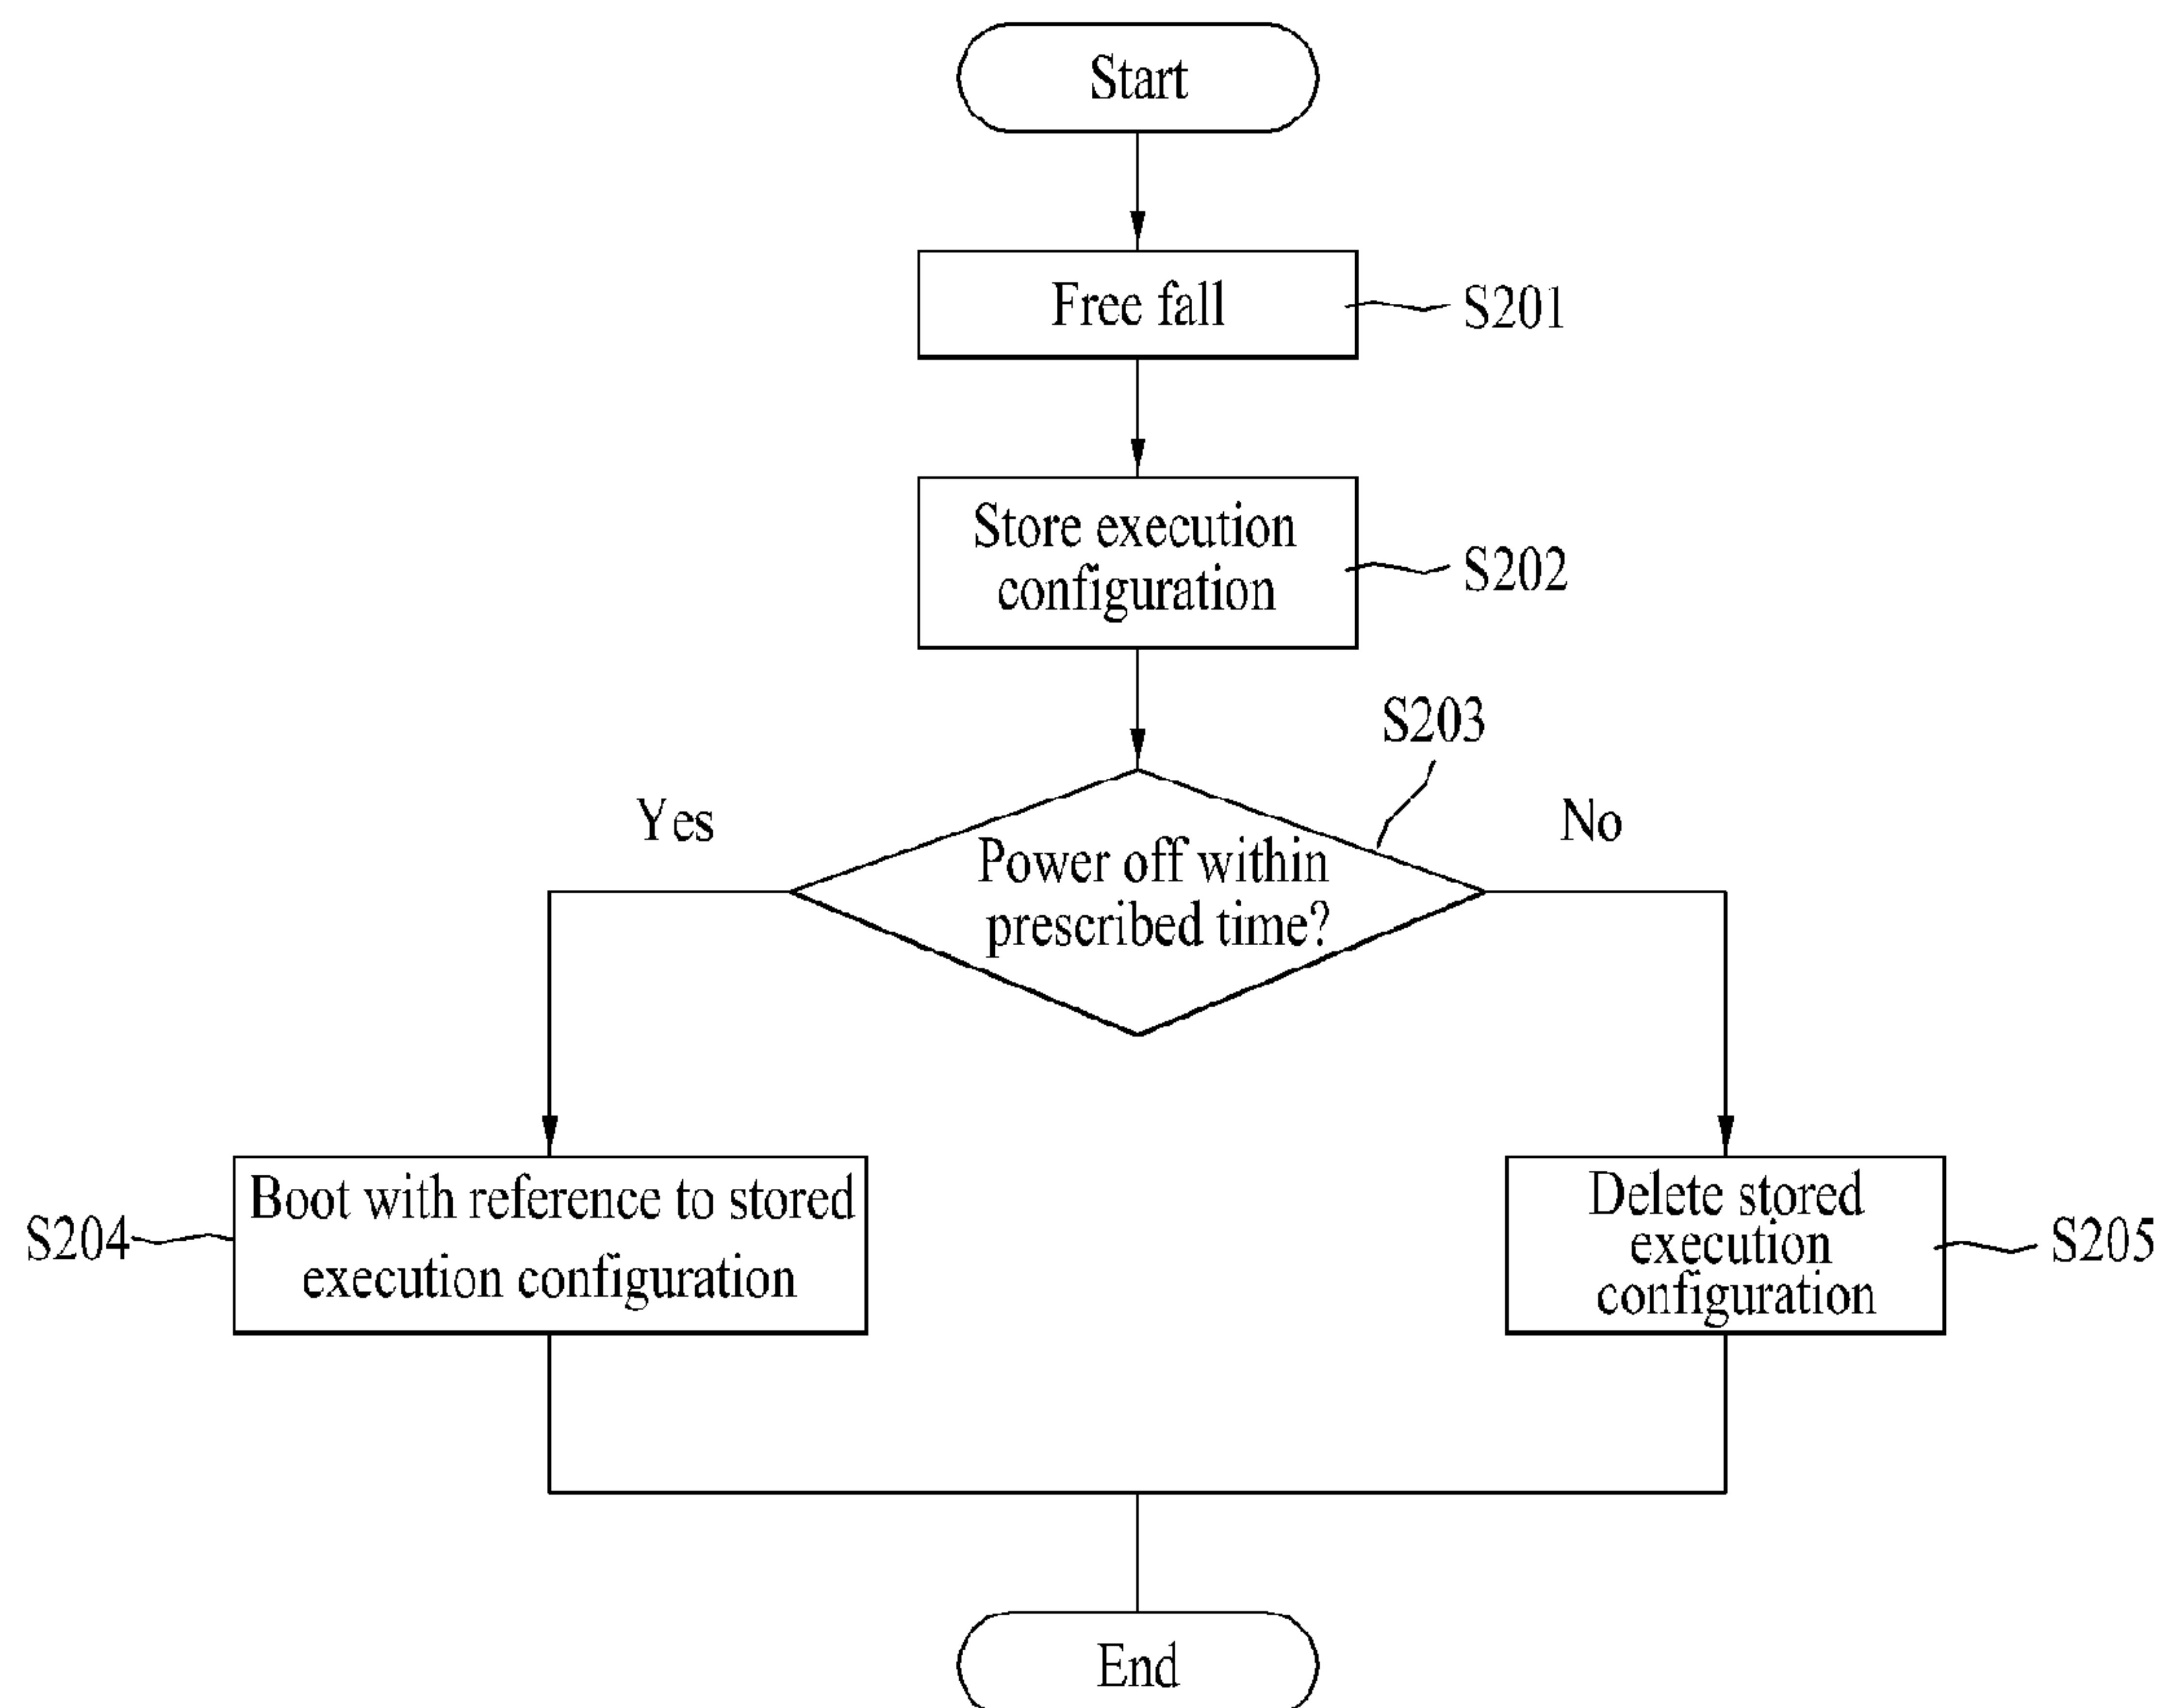 Start
Free fall
S201
Store execution
configuration
S202
S203
Yes
No
Power off within
prescribed time?
Boot with reference to stored
execution configuration
S204
Delete stored
execution
configuration
S205
End